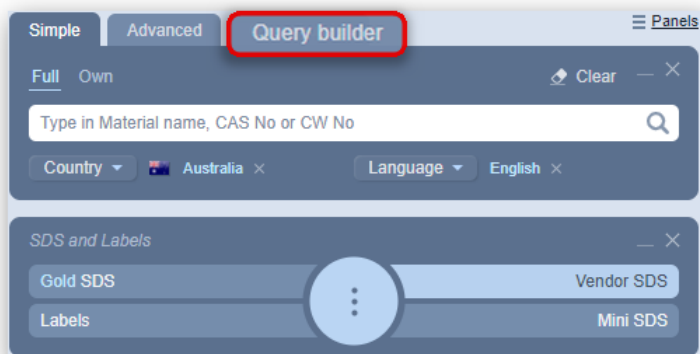 Simple Advanced Query builder Panels
Full Own Clear
Type in Material name, CAS No or CW No
Country Australia Language English
SDS and Labels
Gold SDS Vendor SDS
Labels Mini SDS